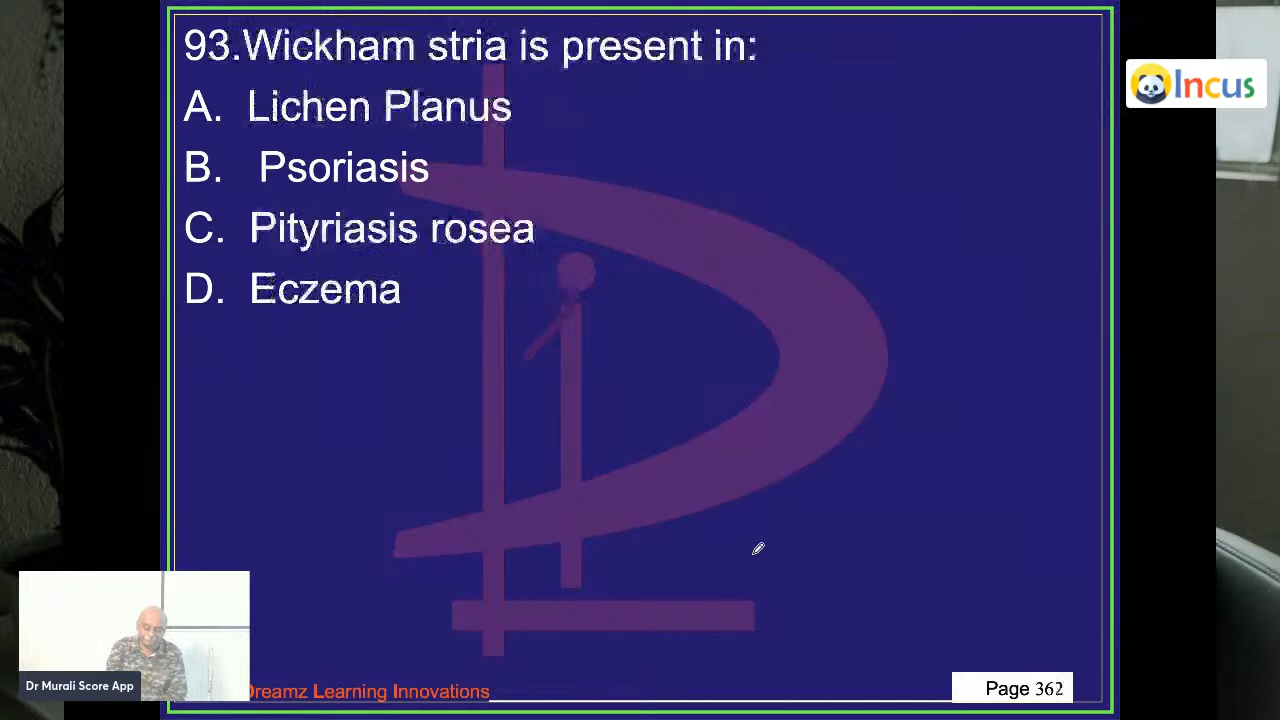 93.Wickham stria is present in:
A. Lichen Planus
B. Psoriasis
C. Pityriasis rosea
D. Eczema
Incus
Dr Murali Score App
Dreamz Learning Innovations
Page 362